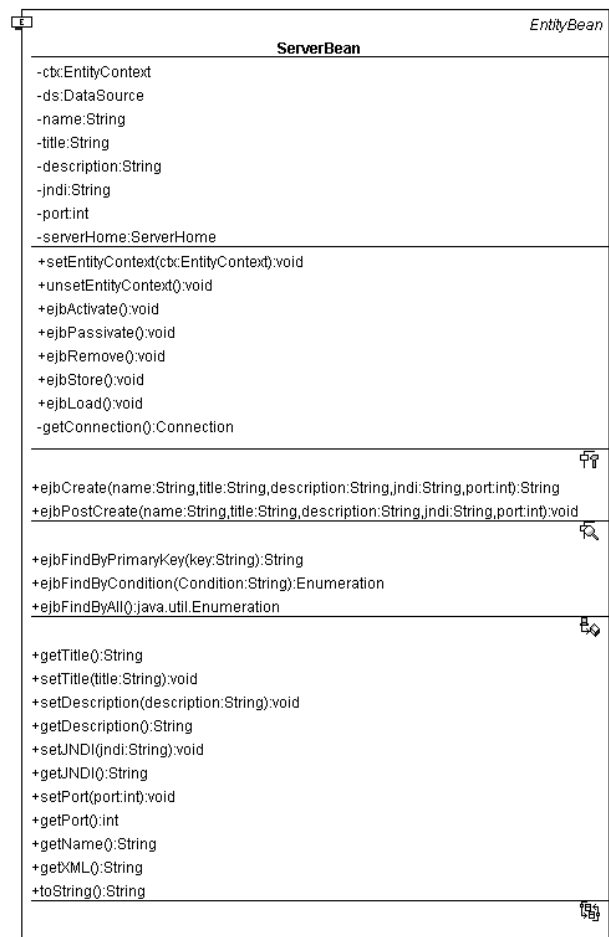 E
EntityBean
ServerBean
-ctx:EntityContext
-ds:DataSource
-name:String
-title:String
-description:String
-jndi:String
-port:int
-serverHome:ServerHome
+setEntityContext(ctx:EntityContext):void
+unsetEntityContext():void
+ejbActivate():void
+ejbPassivate():void
+ejbRemove():void
+ejbStore():void
+ejbLoad():void
-getConnection():Connection
+ejbCreate(name:String,title:String,description:String,jndi:String,port:int):String
+ejbPostCreate(name:String,title:String,description:String,jndi:String,port:int):void
+ejbFindByPrimaryKey(key:String):String
+ejbFindByCondition(Condition:String):Enumeration
+ejbFindByAll():java.util.Enumeration
+getTitle():String
+setTitle(title:String):void
+setDescription(description:String):void
+getDescription():String
+setJNDI(jndi:String):void
+getJNDI():String
+setPort(port:int):void
+getPort():int
+getName():String
+getXML():String
+toString():String